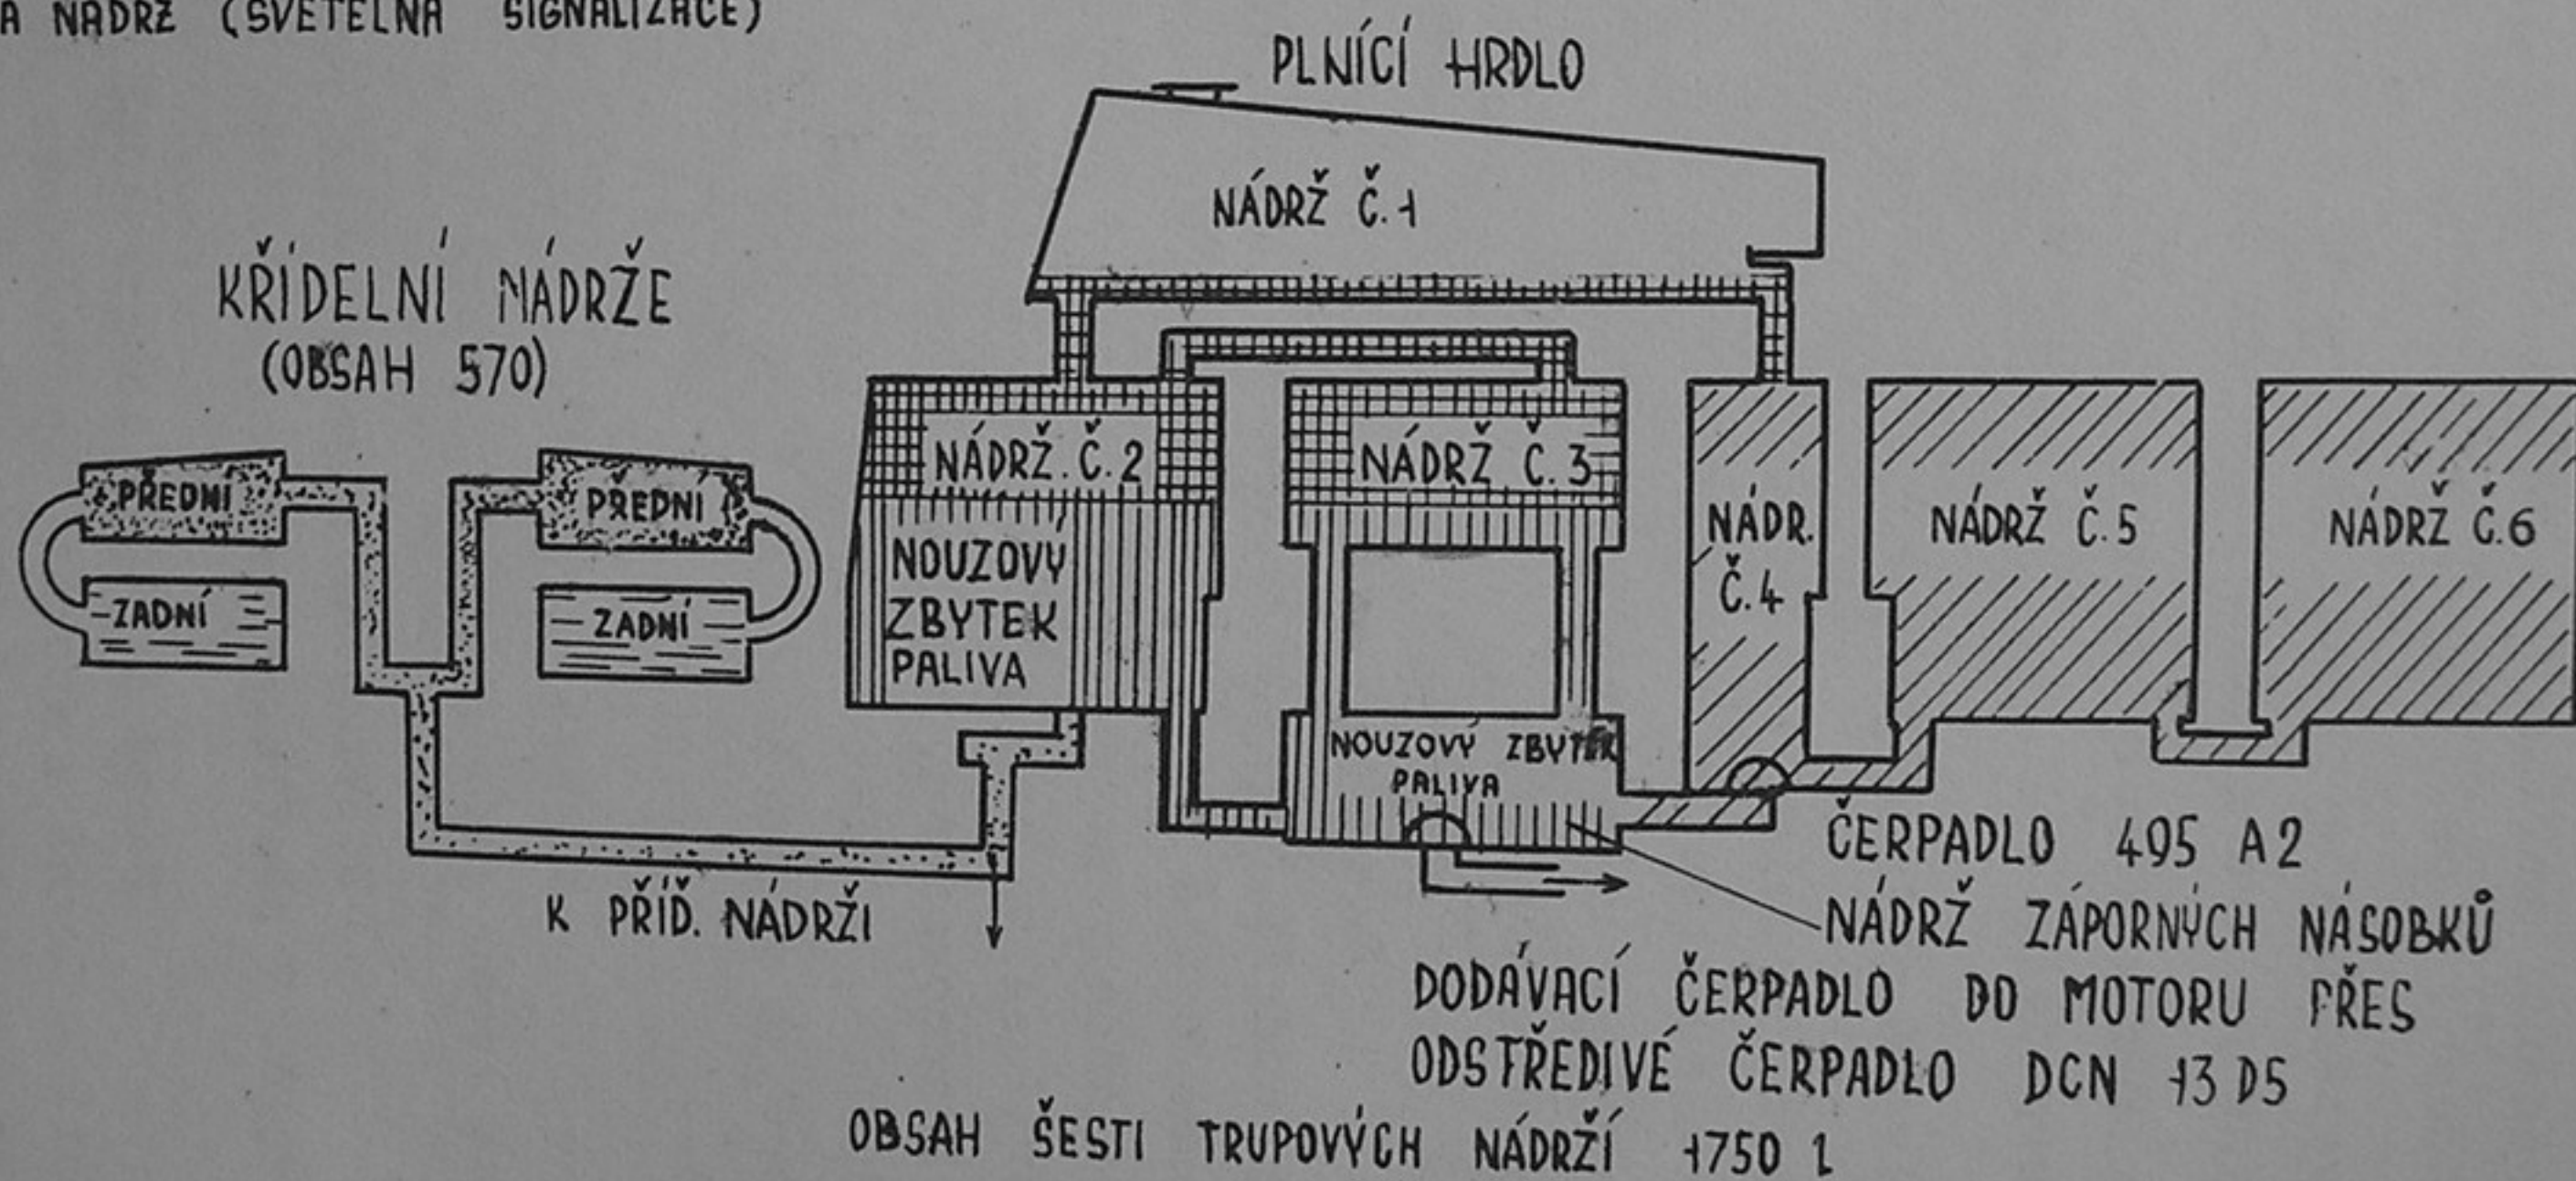 A NÁDRŽ (SVĚTELNÁ SIGNALIZACE)
PLNÍCÍ HRDLO
NÁDRŽ Č.1
KŘÍDELNÍ NÁDRŽE
(OBSAH 570)
PŘEDNÍ
PŘEDNÍ
ZADNÍ
ZADNÍ
NÁDRŽ. Č.2
NOUZOVÝ
ZBYTEK
PALIVA
NÁDRŽ Č.3
NOUZOVÝ ZBYTEK
PALIVA
NÁDR.
Č.4
NÁDRŽ Č.5
NÁDRŽ Č.6
K PŘÍĎ. NÁDRŽI
ČERPADLO 495 A2
NÁDRŽ ZÁPORNÝCH NÁSOBKŮ
DODÁVACÍ ČERPADLO DO MOTORU PŘES
ODSTŘEDIVÉ ČERPADLO DCN 13 D5
OBSAH ŠESTI TRUPOVÝCH NÁDRŽÍ 1750 l